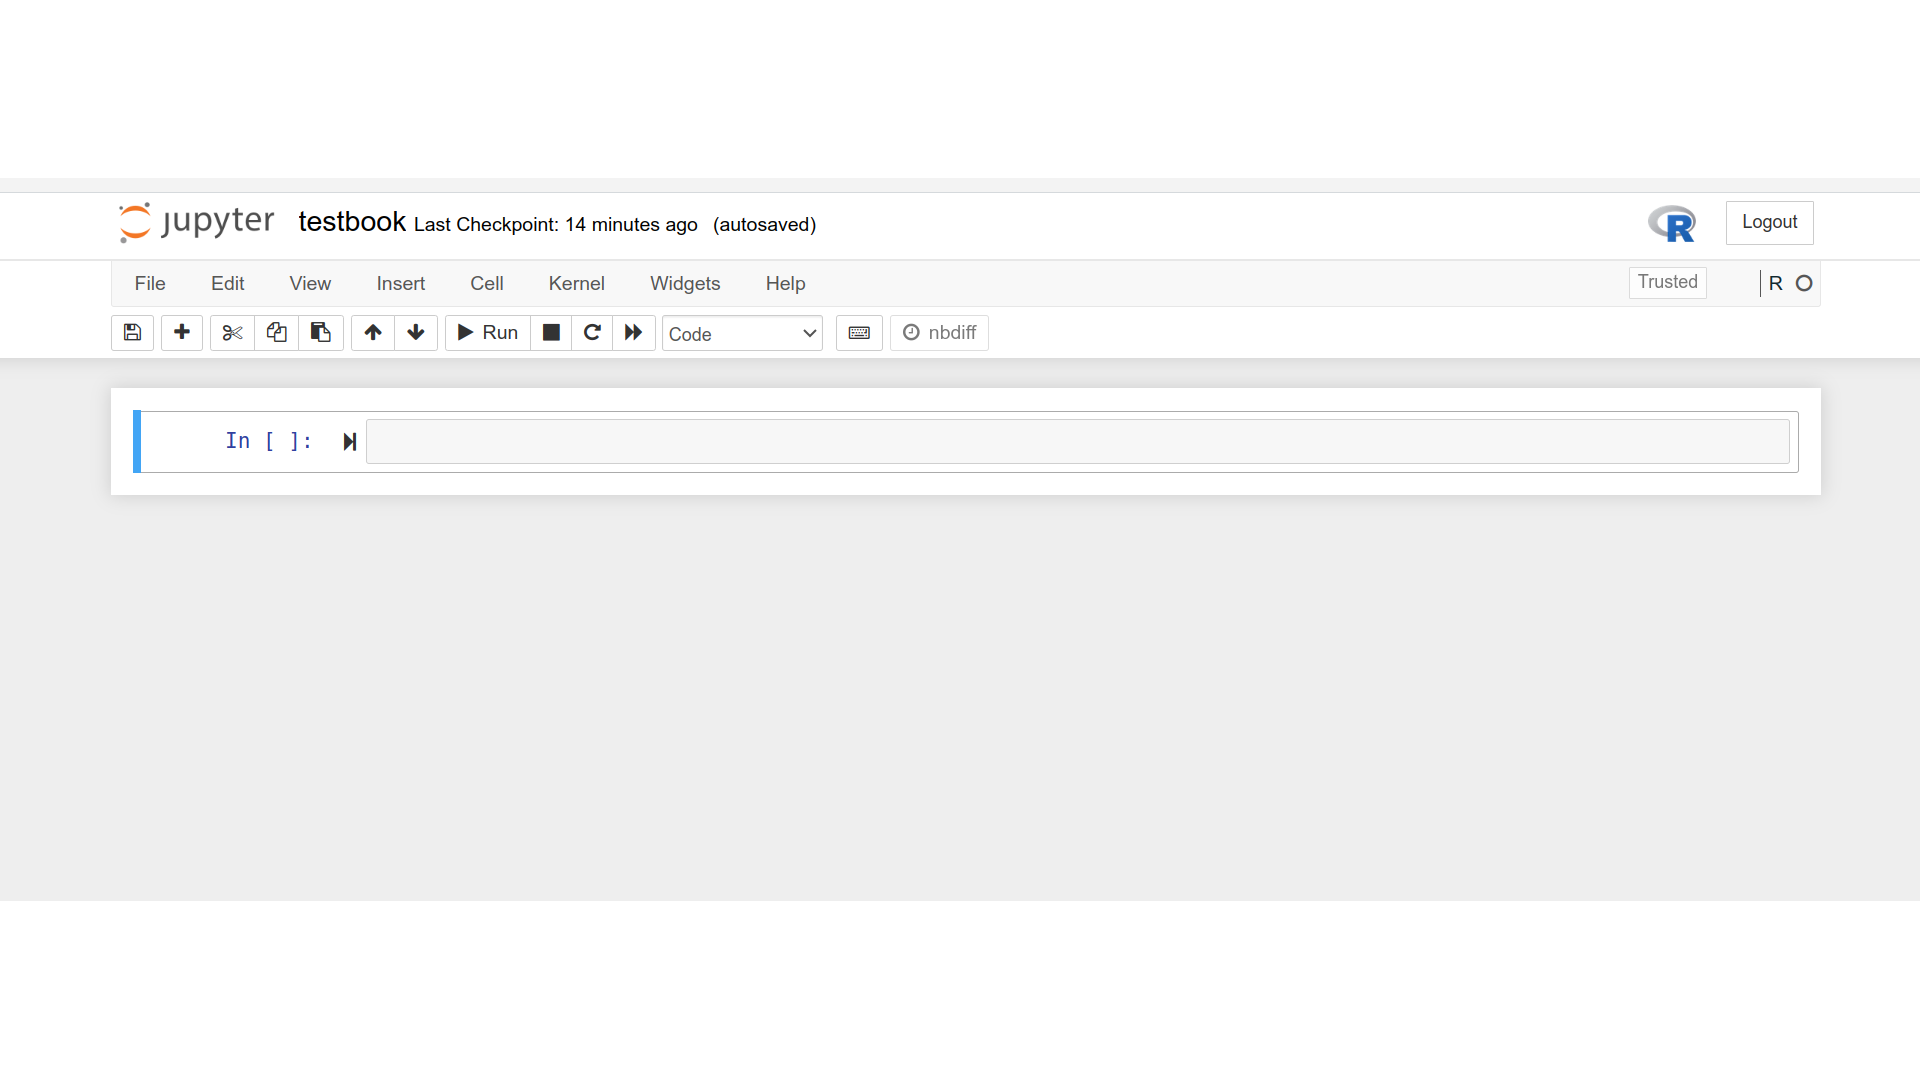 jupyter testbook Last Checkpoint: 14 minutes ago (autosaved) R Logout
File Edit View Insert Cell Kernel Widgets Help Trusted R
Run Code nbdiff
In [ ]: